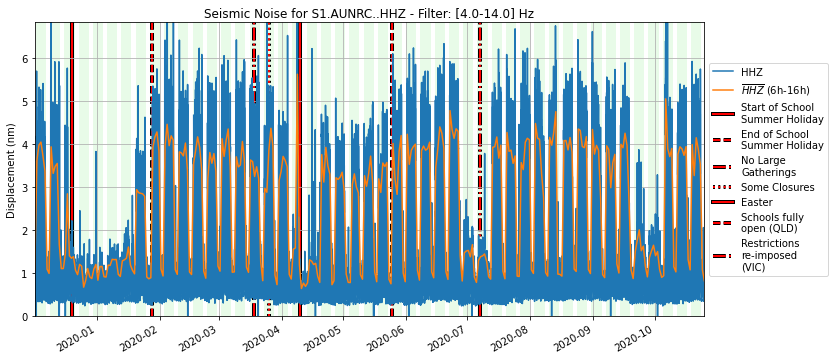 Seismic Noise for S1.AUNRC..HHZ - Filter: [4.0-14.0] Hz
Displacement (nm)
6
5
4
3
2
1
0
2020-01
2020-02
2020-03
2020-04
2020-05
2020-06
2020-07
2020-08
2020-09
2020-10
HHZ
HHZ (6h-16h)
Start of School
Summer Holiday
End of School
Summer Holiday
No Large
Gatherings
Some Closures
Easter
Schools fully
open (QLD)
Restrictions
re-imposed
(VIC)